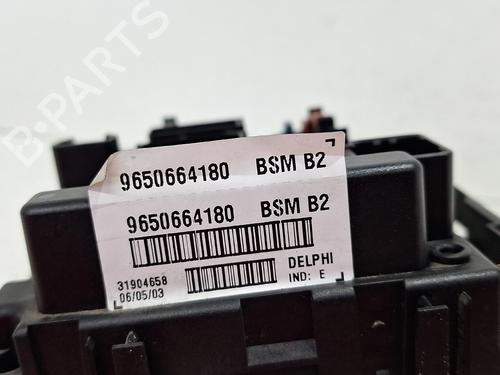 B-PARTS
9650664180 BSM B2
9650664180 BSM B2
31904658
06/05/03
DELPHI
IND: E